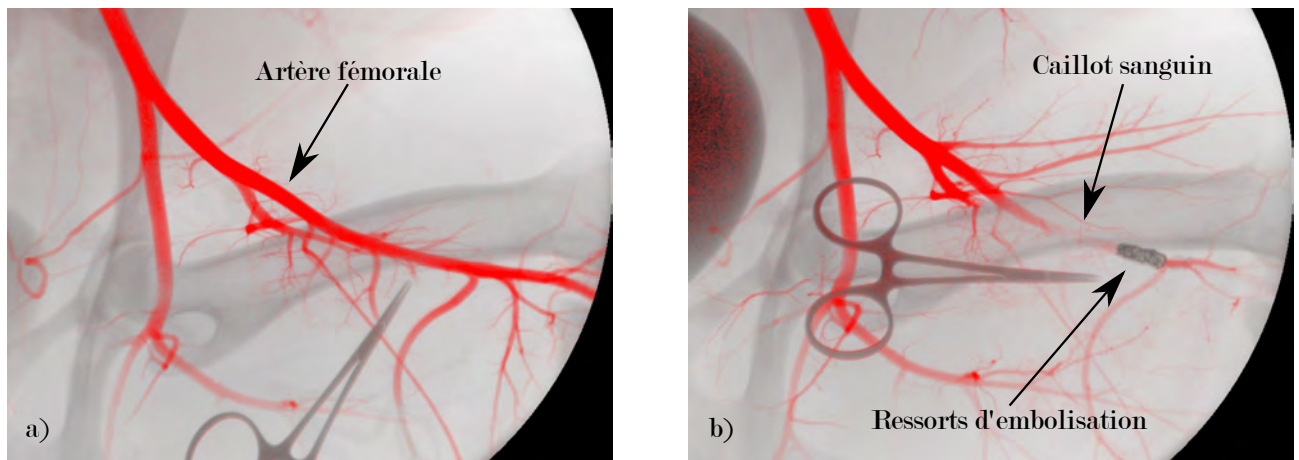 Artère fémorale
a)
Caillot sanguin
Ressorts d'embolisation
b)